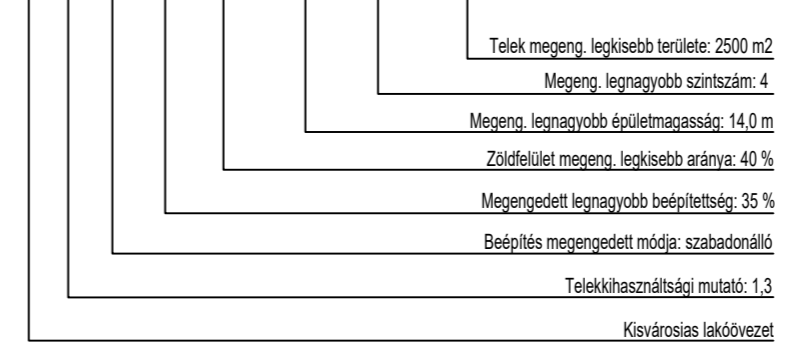 Telek megeng. legkisebb területe: 2500 m2
Megeng. legnagyobb szintszám: 4
Megeng. legnagyobb épületmagasság: 14,0 m
Zöldfelület megeng. legkisebb aránya: 40 %
Megengedett legnagyobb beépítettség: 35 %
Beépítés megengedett módja: szabadonálló
Telekkihasználtsági mutató: 1,3
Kisvárosias lakóövezet